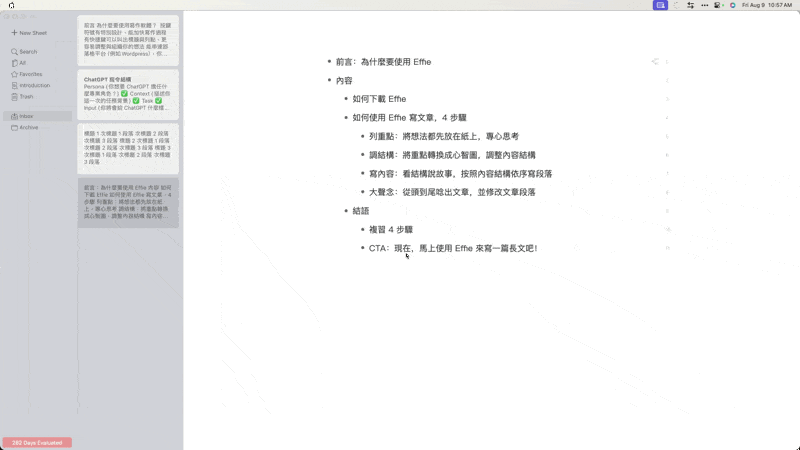 Fri Aug 9 10:57 AM
New Sheet
Search
All
Favorites
Introduction
Trash
Inbox
Archive
前言 為什麼要使用寫作軟體？ 按鍵
符號有特別設計，能加快寫作過程
有快捷鍵可以叫出標題與列點，更
容易調整與組織你的想法 能串連部
落格平台 (例如 Wordpress)，你…
ChatGPT 指令結構
Persona (你想要 ChatGPT 擔任什
麼專業角色？) ✅ Context (描述你
這一次的任務背景) ✅ Task ✅
Input (你將會給 ChatGPT 什麼樣…
標題 1 次標題 1 段落 次標題 2 段落
次標題 3 段落 標題 2 次標題 1 段落
次標題 2 段落 次標題 3 段落 標題 3
次標題 1 段落 次標題 2 段落 次標題
3 段落
前言：為什麼要使用 Effie 內容 如何
下載 Effie 如何使用 Effie 寫文章，4
步驟 列重點：將想法都先放在紙
上，專心思考 調結構：將重點轉換
成心智圖，調整內容結構 寫內容…
前言：為什麼要使用 Effie
內容
如何下載 Effie
如何使用 Effie 寫文章，4 步驟
列重點：將想法都先放在紙上，專心思考
調結構：將重點轉換成心智圖，調整內容結構
寫內容：看結構說故事，按照內容結構依序寫段落
大聲念：從頭到尾唸出文章，並修改文章段落
結語
複習 4 步驟
CTA：現在，馬上使用 Effie 來寫一篇長文吧！
282 Days Evaluated